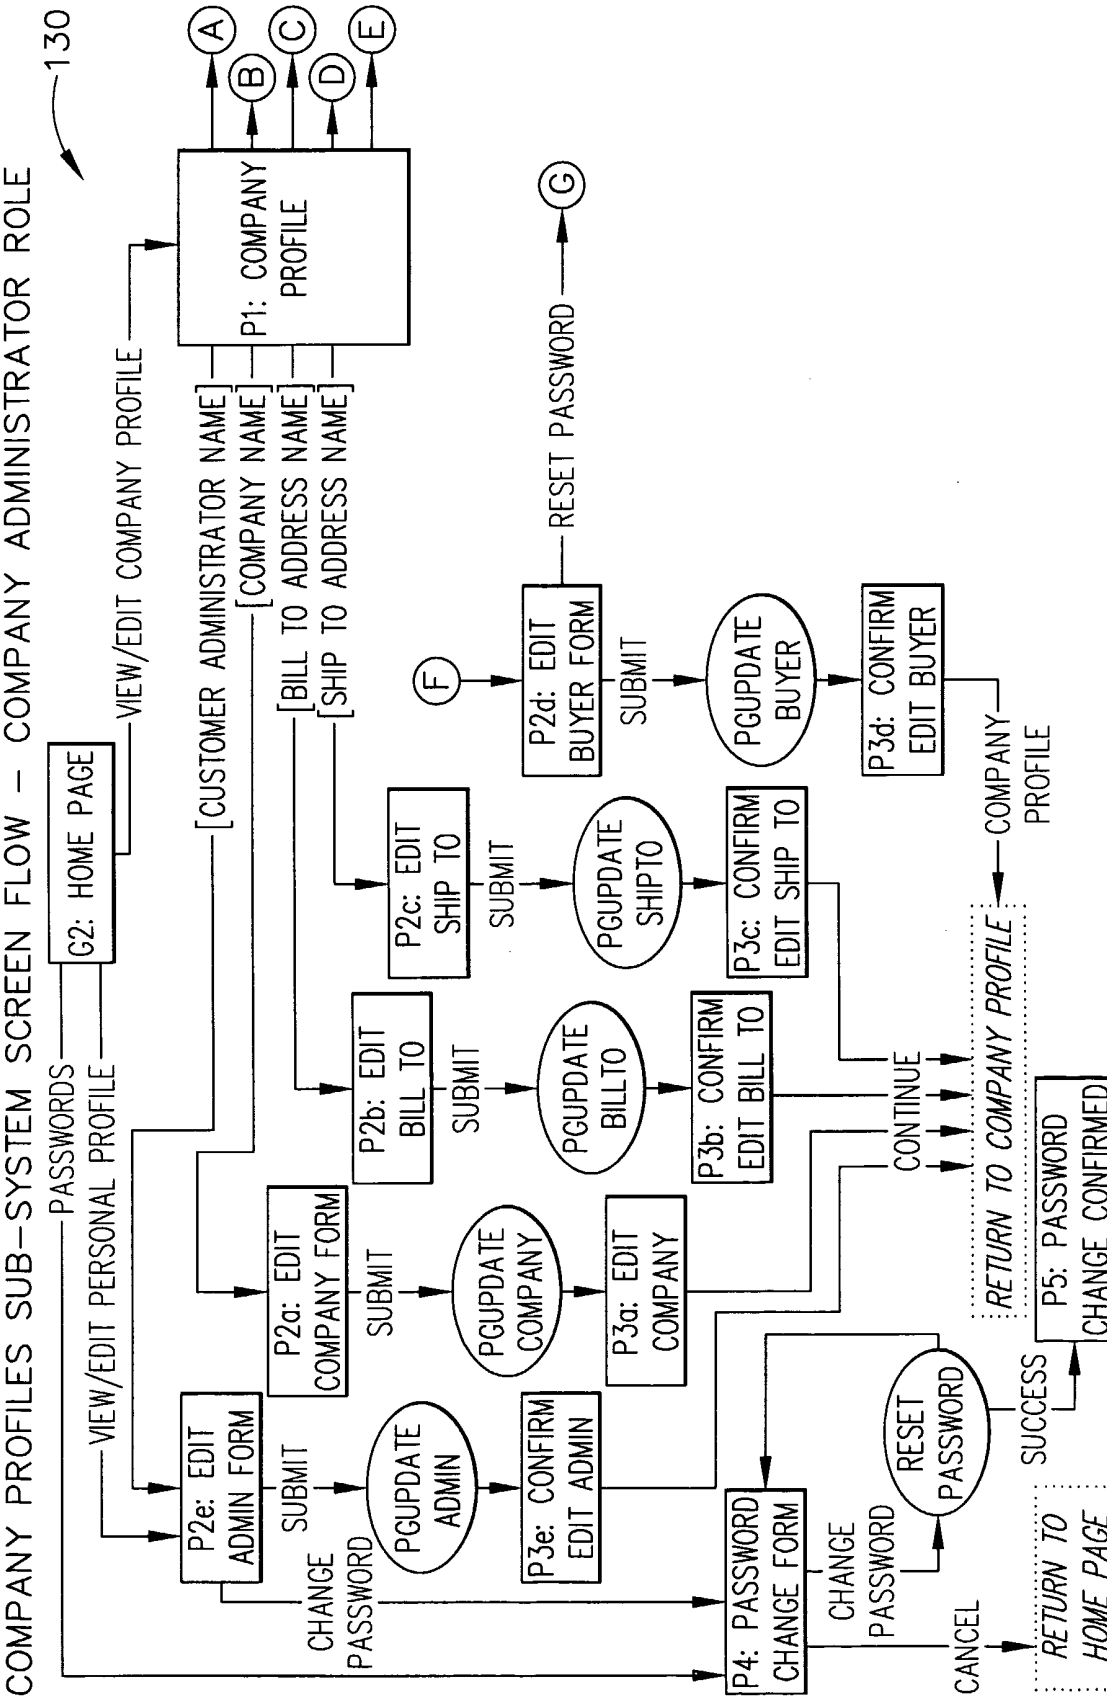 COMPANY PROFILES SUB-SYSTEM SCREEN FLOW - COMPANY ADMINISTRATOR ROLE
130
G2: HOME PAGE
PASSWORDS
VIEW/EDIT PERSONAL PROFILE
VIEW/EDIT COMPANY PROFILE
P1: COMPANY
PROFILE
A
B
C
D
E
[CUSTOMER ADMINISTRATOR NAME]
[COMPANY NAME]
[BILL TO ADDRESS NAME]
[SHIP TO ADDRESS NAME]
P2e: EDIT
ADMIN FORM
SUBMIT
PGUPDATE
ADMIN
P3e: CONFIRM
EDIT ADMIN
CHANGE
PASSWORD
P2a: EDIT
COMPANY FORM
SUBMIT
PGUPDATE
COMPANY
P3a: EDIT
COMPANY
P2b: EDIT
BILL TO
SUBMIT
PGUPDATE
BILLTO
P3b: CONFIRM
EDIT BILL TO
P2c: EDIT
SHIP TO
SUBMIT
PGUPDATE
SHIPTO
P3c: CONFIRM
EDIT SHIP TO
F
P2d: EDIT
BUYER FORM
RESET PASSWORD
G
SUBMIT
PGUPDATE
BUYER
P3d: CONFIRM
EDIT BUYER
COMPANY
PROFILE
CONTINUE
RETURN TO COMPANY PROFILE
P4: PASSWORD
CHANGE FORM
CHANGE
PASSWORD
RESET
PASSWORD
SUCCESS
P5: PASSWORD
CHANGE CONFIRMED
CANCEL
RETURN TO
HOME PAGE